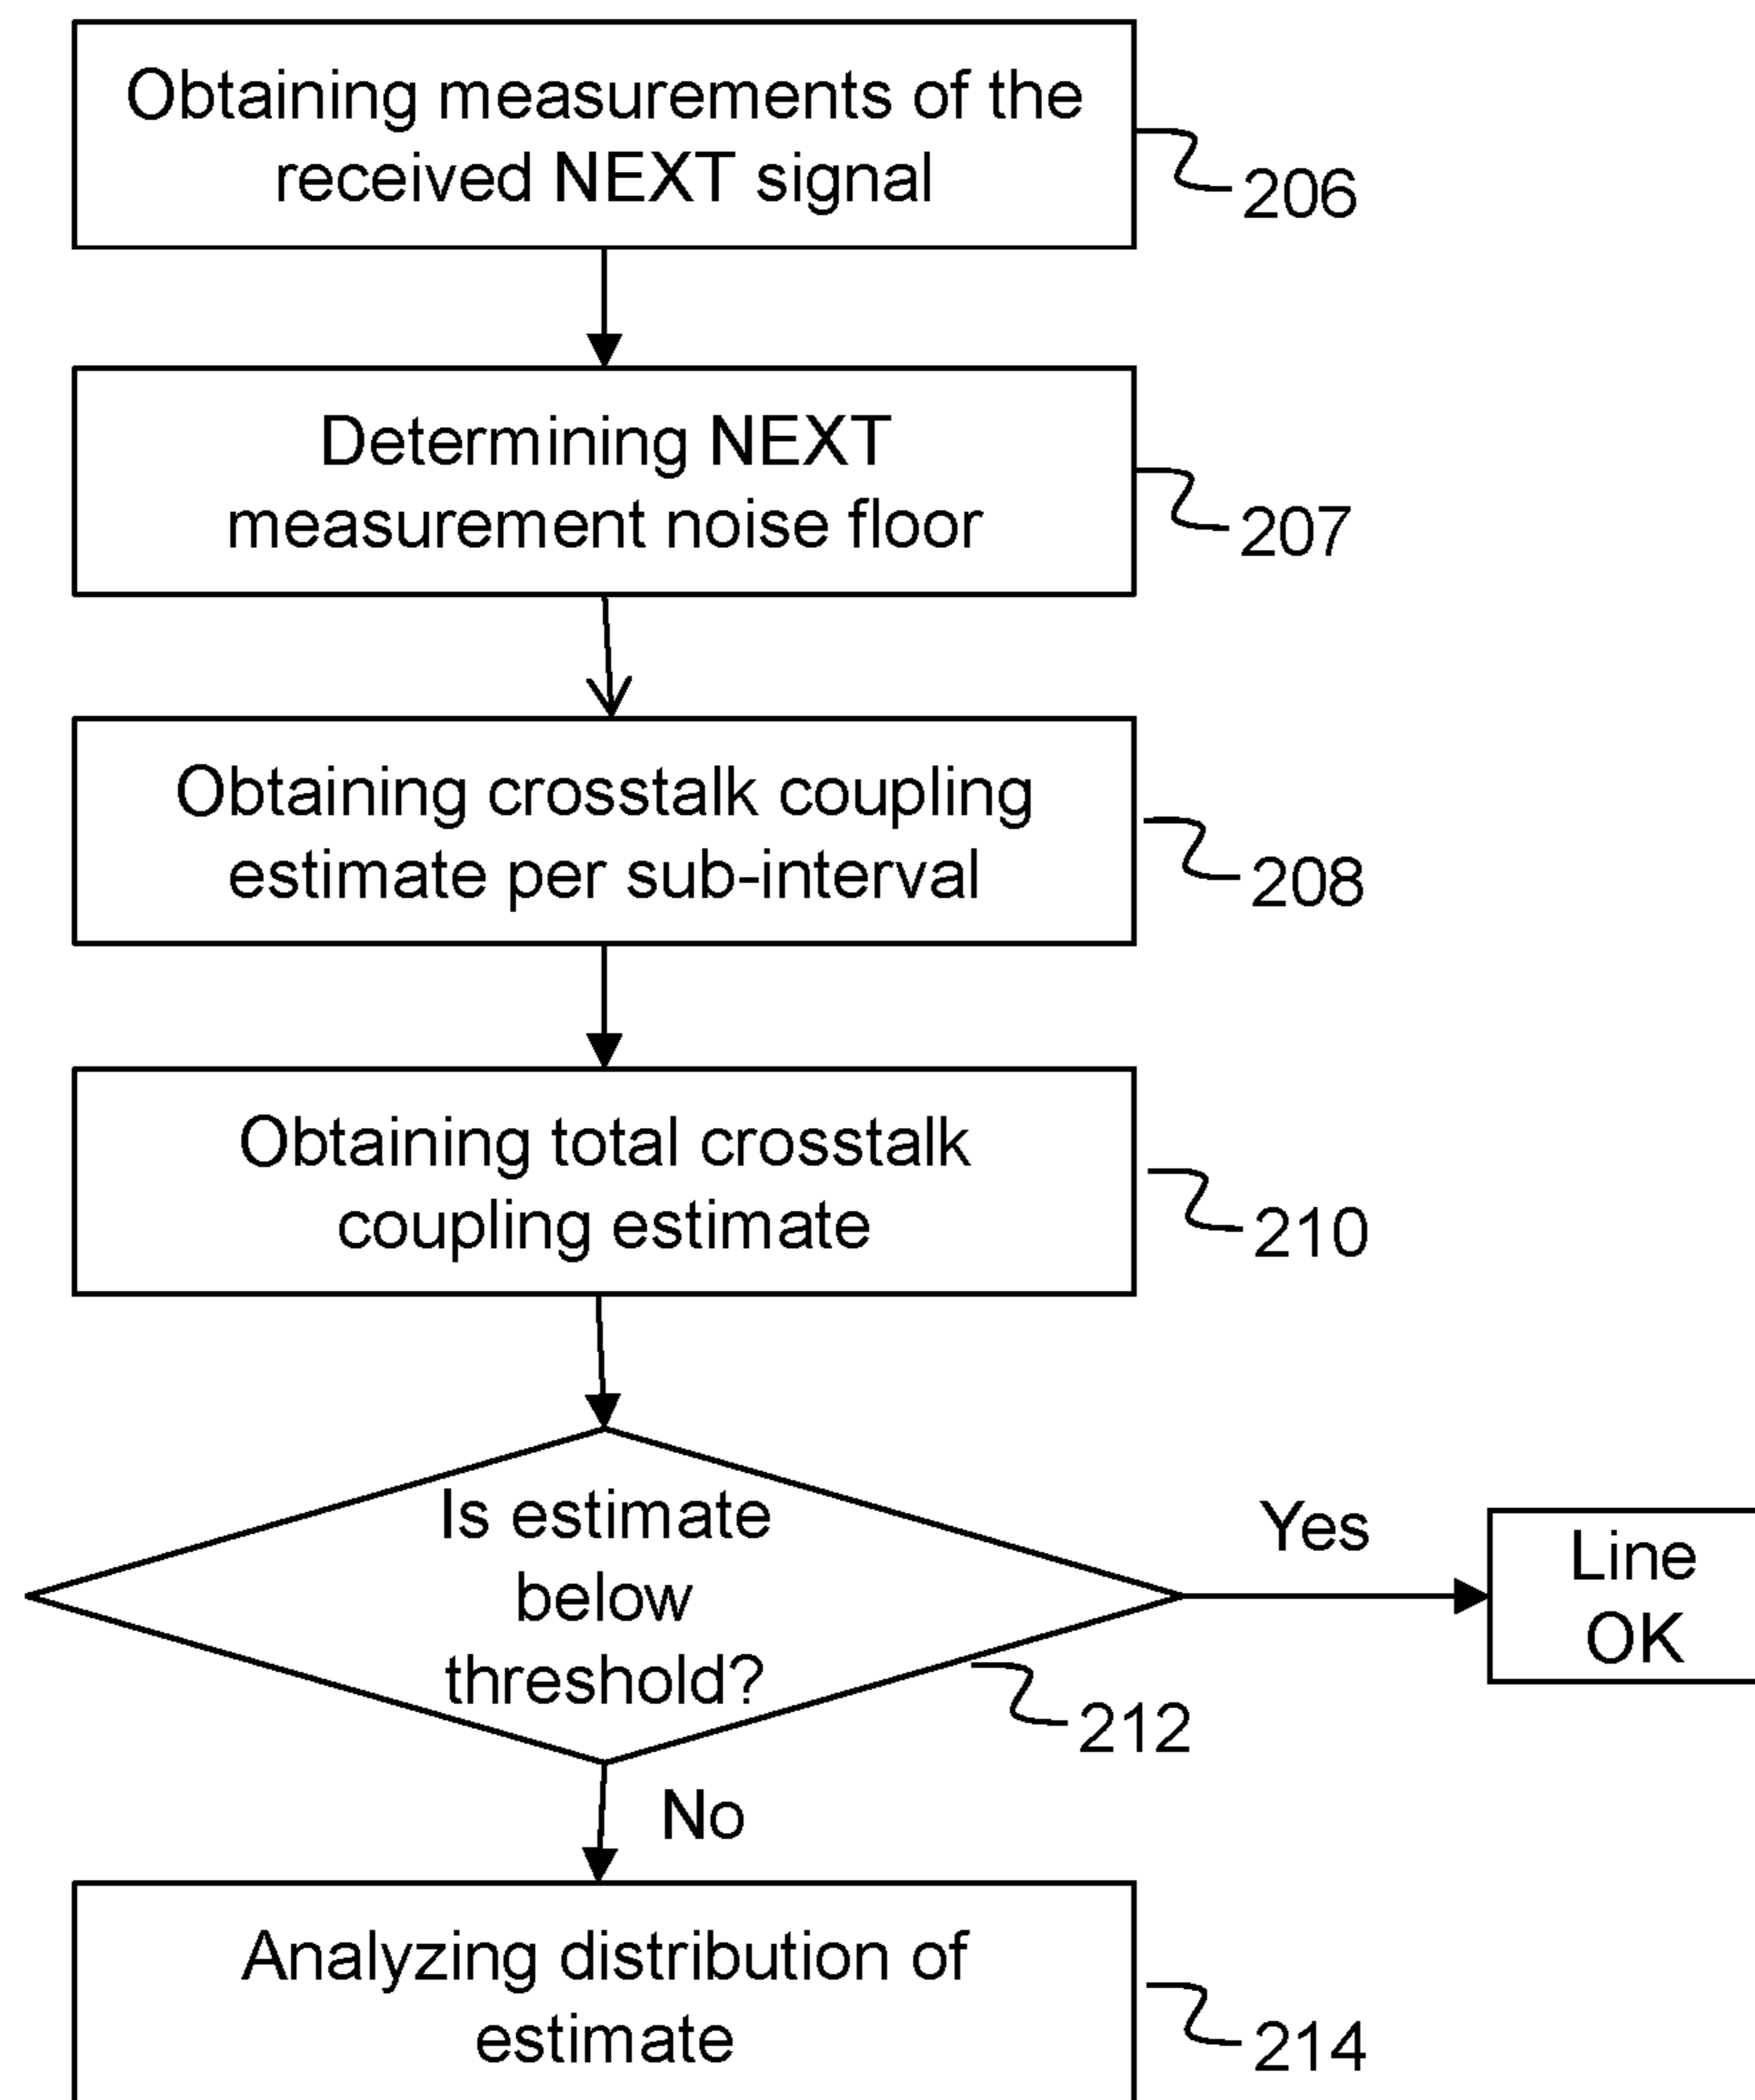 Obtaining measurements of the
received NEXT signal
206
Determining NEXT
measurement noise floor
207
Obtaining crosstalk coupling
estimate per sub-interval
208
Obtaining total crosstalk
coupling estimate
210
Is estimate
below
threshold?
212
Yes
Line
OK
No
Analyzing distribution of
estimate
214